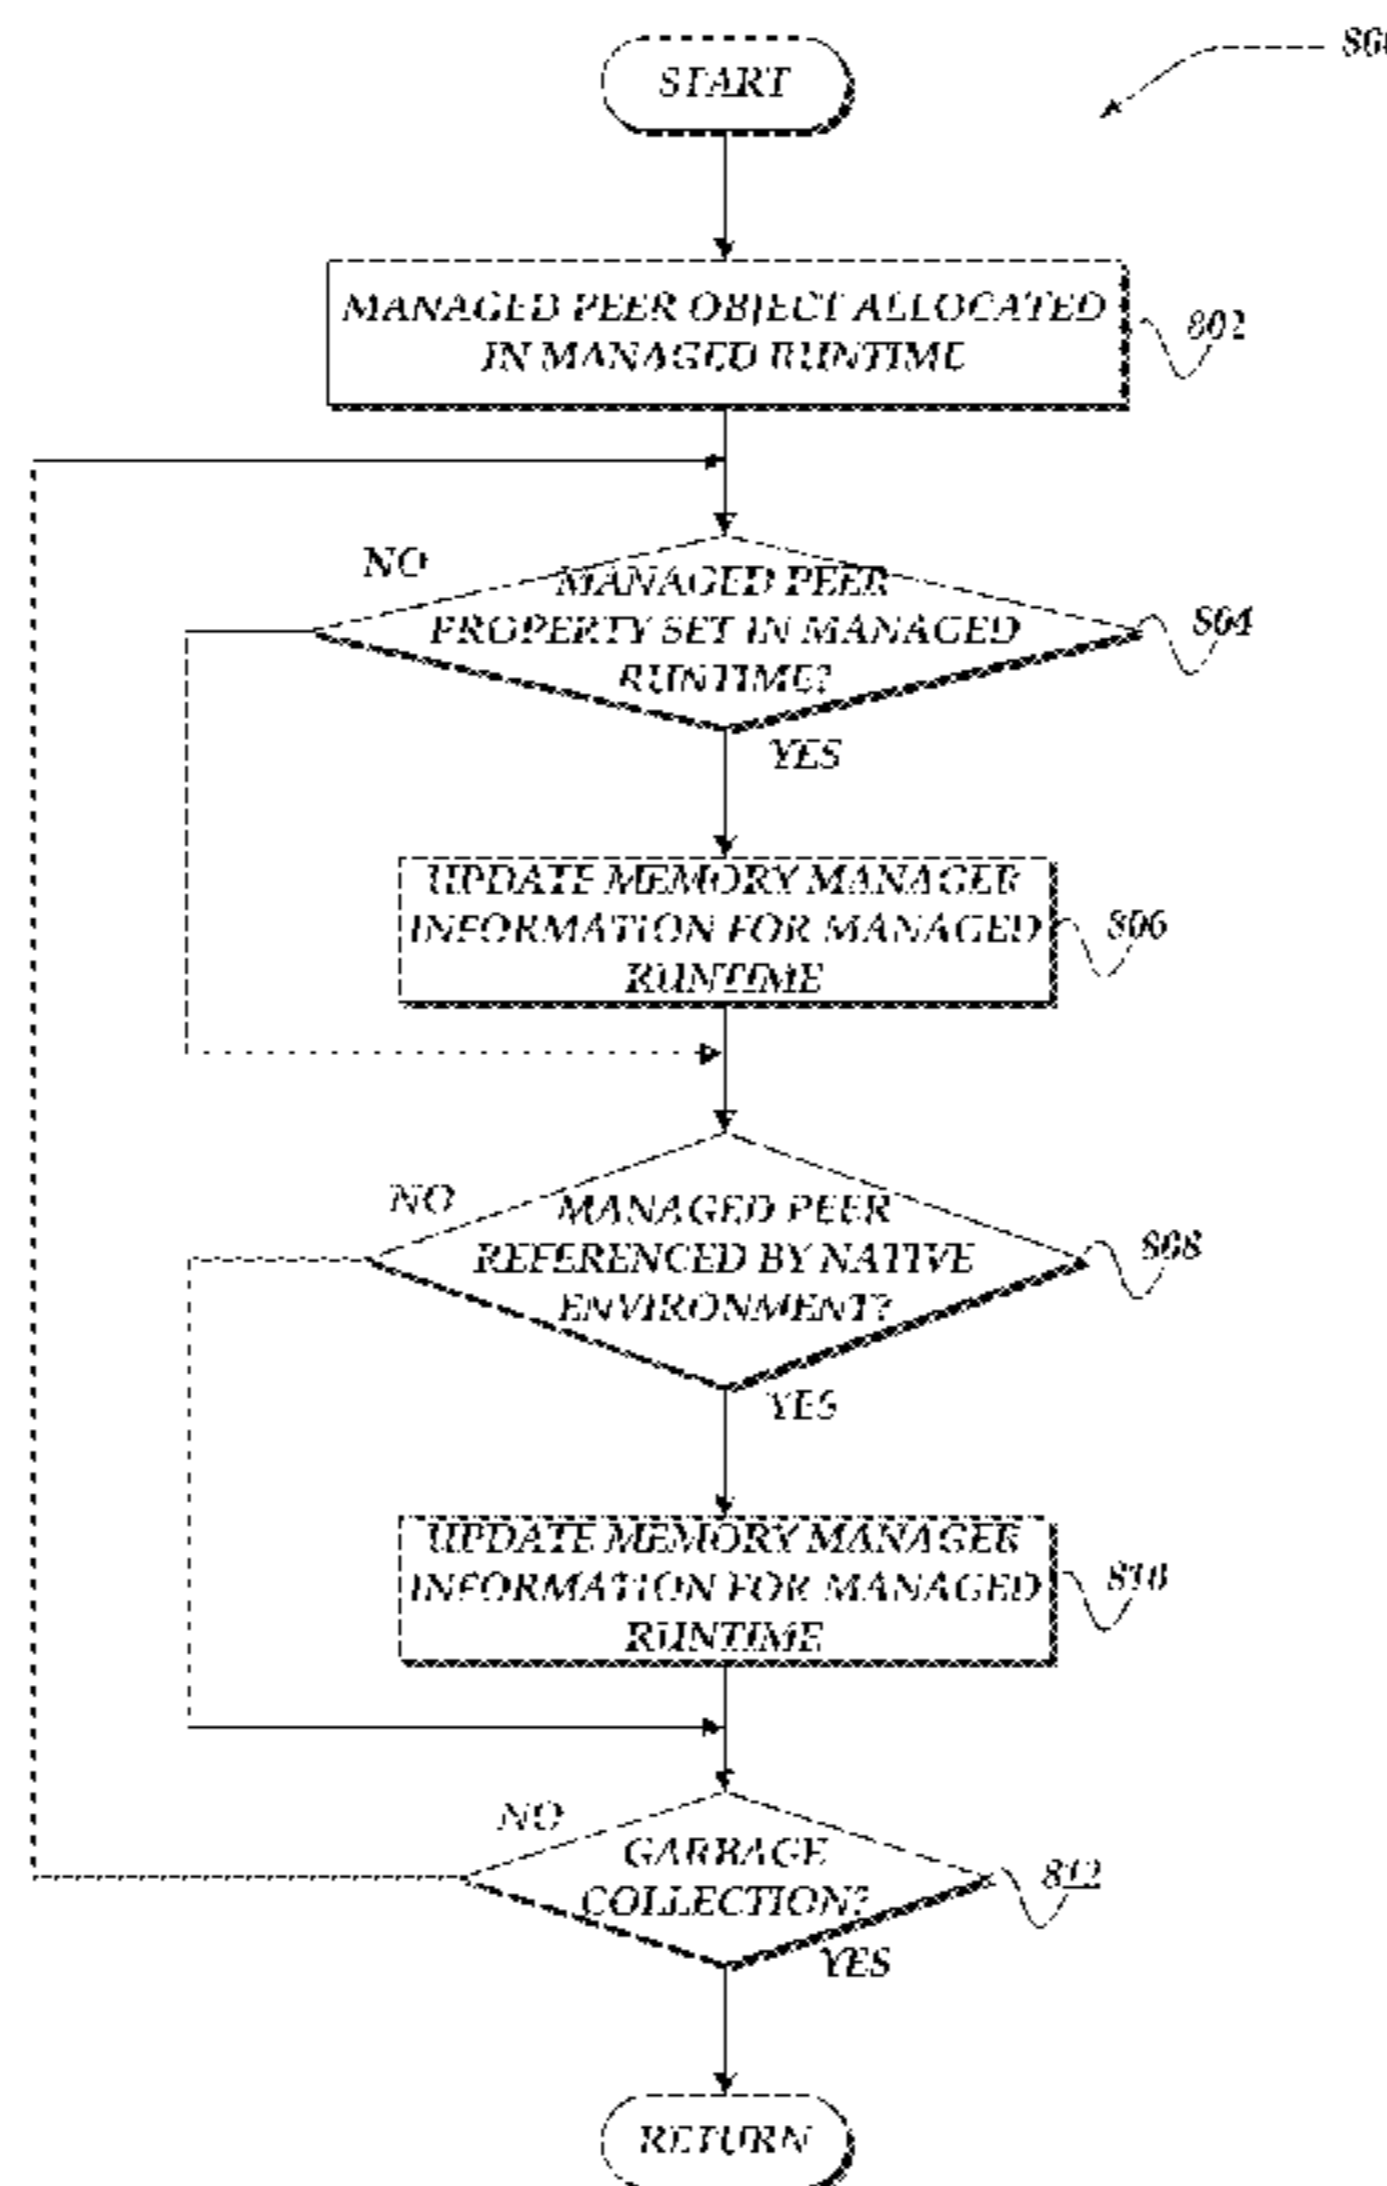 START
MANAGED PEER OBJECT ALLOCATED
IN MANAGED RUNTIME
802
NO
MANAGED PEER
PROPERTY SET IN MANAGED
RUNTIME?
804
YES
UPDATE MEMORY MANAGER
INFORMATION FOR MANAGED
RUNTIME
806
NO
MANAGED PEER
REFERENCED BY NATIVE
ENVIRONMENT?
808
YES
UPDATE MEMORY MANAGER
INFORMATION FOR MANAGED
RUNTIME
810
NO
GARBAGE
COLLECTION?
812
YES
RETURN